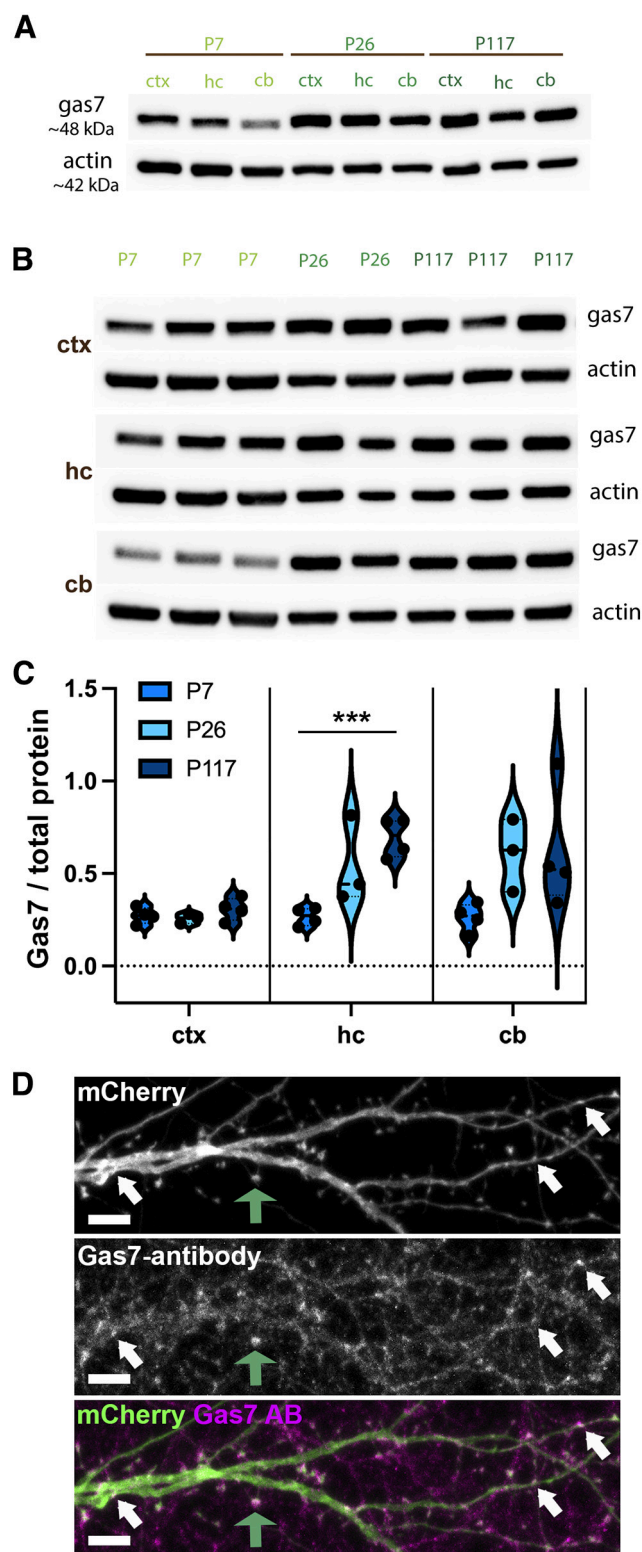 A
P7 P26 P117
ctx hc cb ctx hc cb ctx hc cb
gas7
~48 kDa
actin
~42 kDa
B
P7 P7 P7 P26 P26 P117 P117 P117
ctx
gas7
actin
hc
gas7
actin
cb
gas7
actin
C
Gas7 / total protein
1.5
1.0
0.5
0.0
P7
P26
P117
***
ctx hc cb
D
mCherry
Gas7-antibody
mCherry Gas7 AB